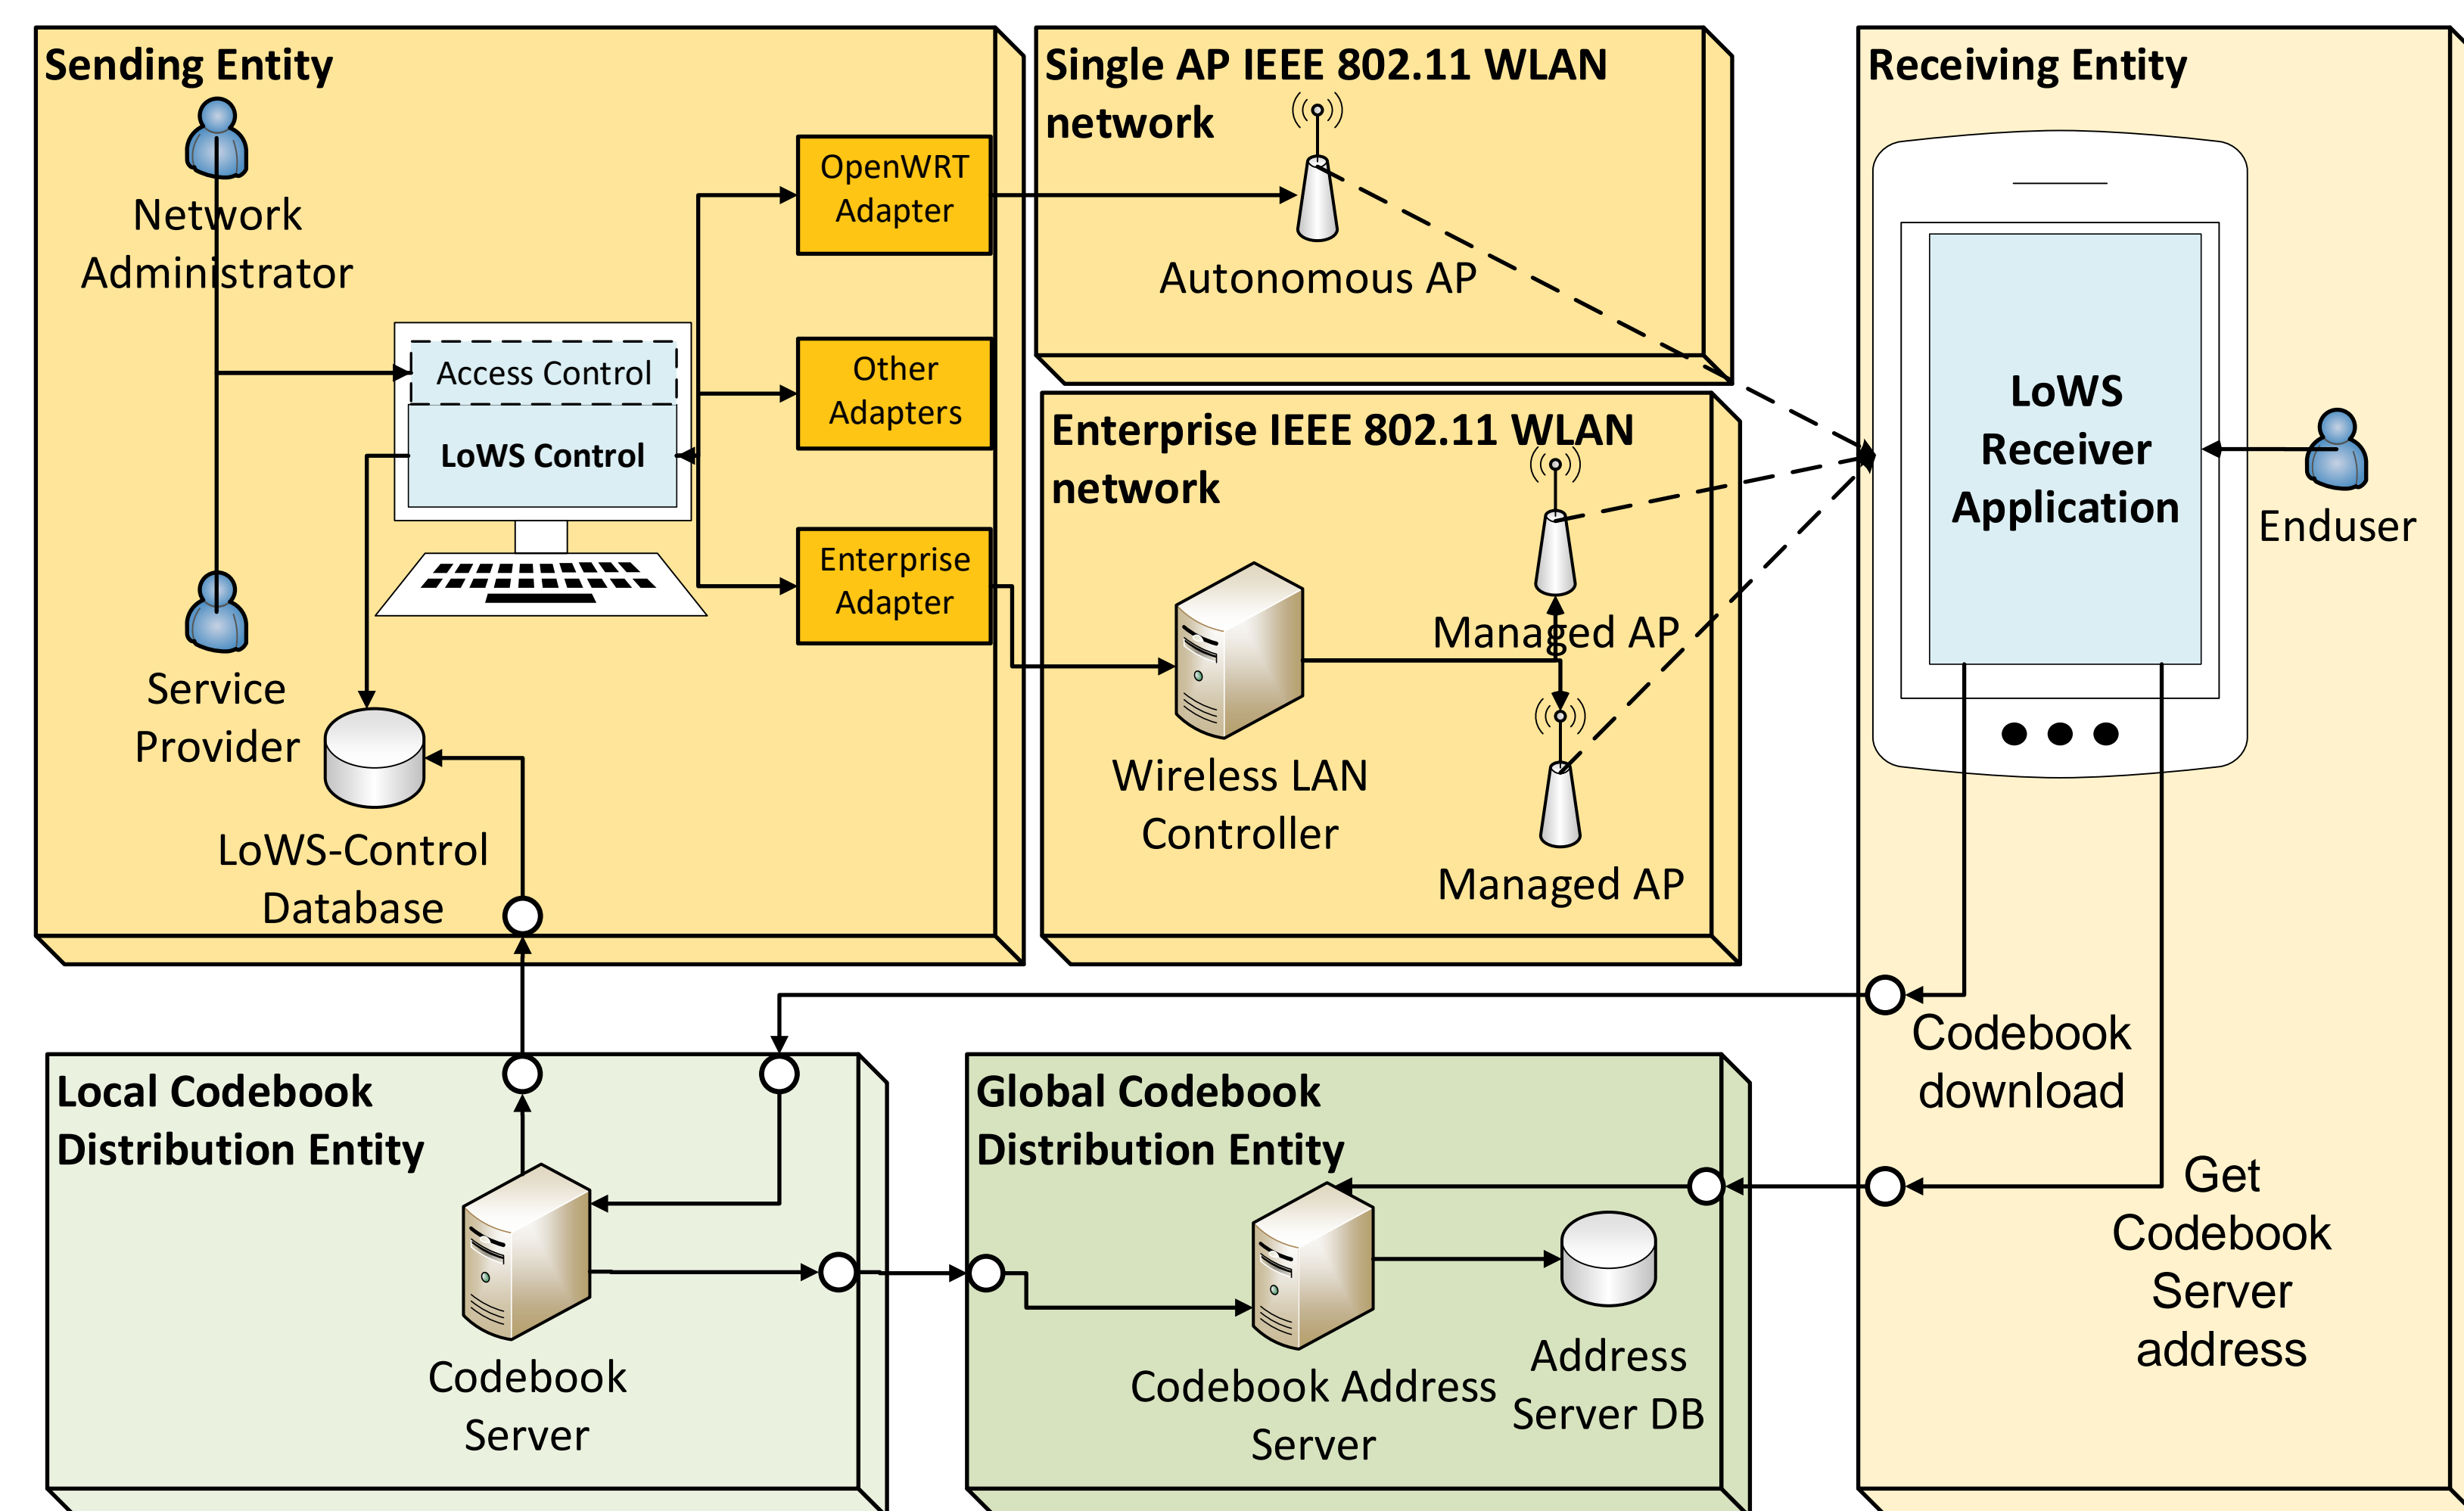 Sending Entity
Network
Administrator
Access Control
LoWS Control
Service
Provider
LoWS-Control
Database
OpenWRT
Adapter
Other
Adapters
Enterprise
Adapter
Single AP IEEE 802.11 WLAN
network
Autonomous AP
Enterprise IEEE 802.11 WLAN
network
Managed AP
Wireless LAN
Controller
Managed AP
Receiving Entity
LoWS
Receiver
Application
Enduser
Codebook
download
Get
Codebook
Server
address
Local Codebook
Distribution Entity
Codebook
Server
Global Codebook
Distribution Entity
Codebook Address
Server
Address
Server DB